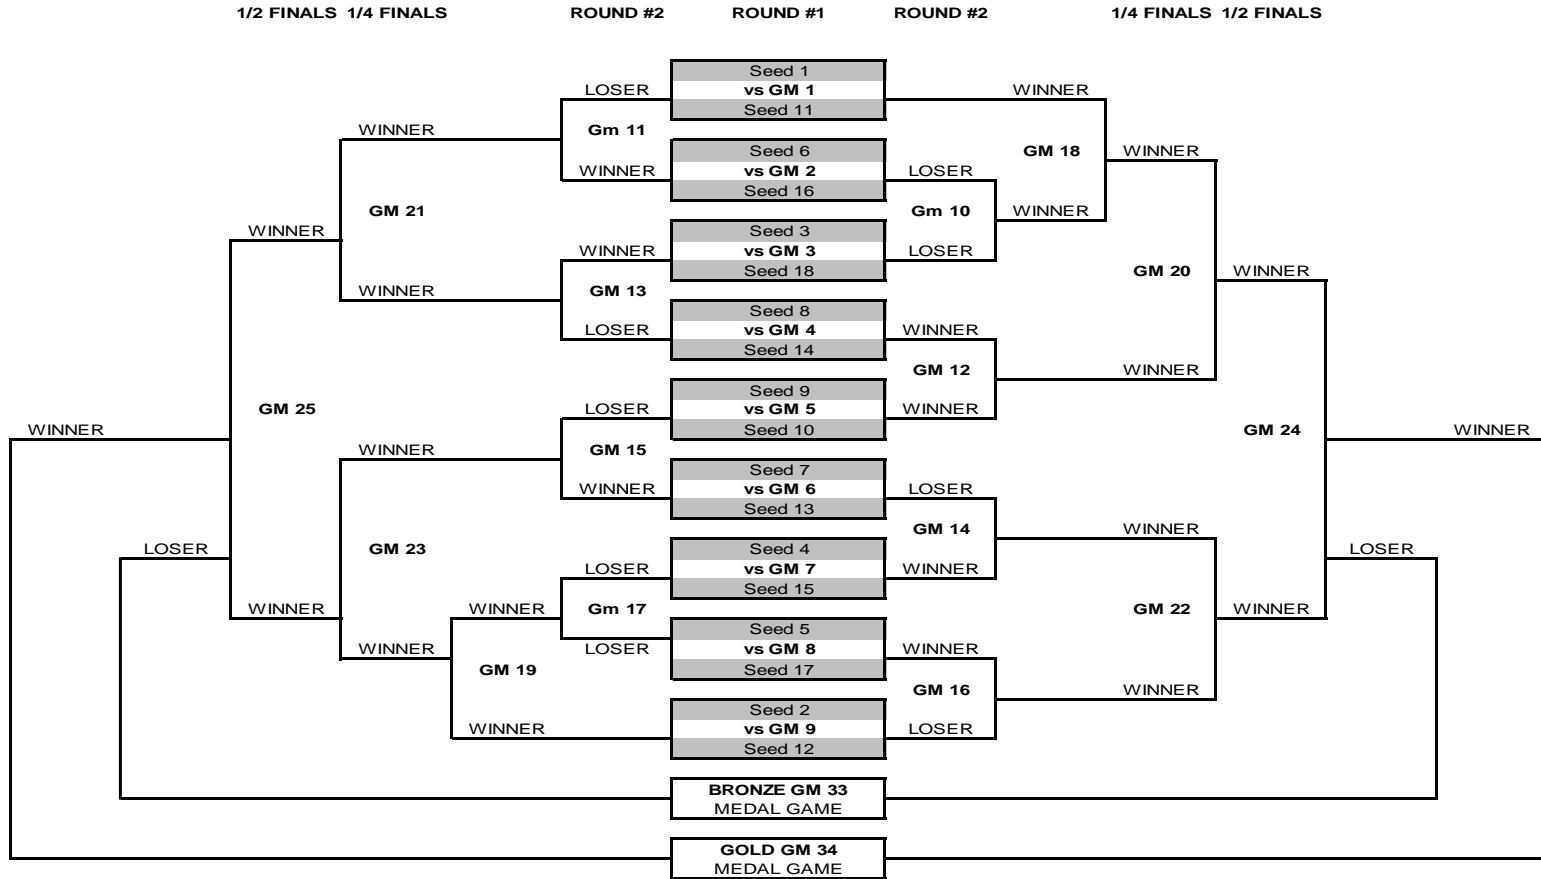 1/2 FINALS 1/4 FINALS ROUND #2 ROUND #1 ROUND #2 1/4 FINALS 1/2 FINALS
Seed 1
LOSER vs GM 1 WINNER
Seed 11
WINNER Gm 11
Seed 6 GM 18 WINNER
WINNER vs GM 2 LOSER
Seed 16
GM 21 Gm 10 WINNER
WINNER Seed 3
WINNER vs GM 3 LOSER
Seed 18 GM 20 WINNER
WINNER GM 13
Seed 8
LOSER vs GM 4 WINNER
Seed 14
GM 12 WINNER
Seed 9
GM 25 LOSER vs GM 5 WINNER
WINNER Seed 10 GM 24 WINNER
WINNER GM 15
Seed 7
WINNER vs GM 6 LOSER
Seed 13
GM 14 WINNER
LOSER GM 23 Seed 4 LOSER
LOSER vs GM 7 WINNER
Seed 15
WINNER WINNER Gm 17 GM 22 WINNER
Seed 5
WINNER LOSER vs GM 8 WINNER
GM 19 Seed 17
GM 16 WINNER
Seed 2
WINNER vs GM 9 LOSER
Seed 12
BRONZE GM 33
MEDAL GAME
GOLD GM 34
MEDAL GAME